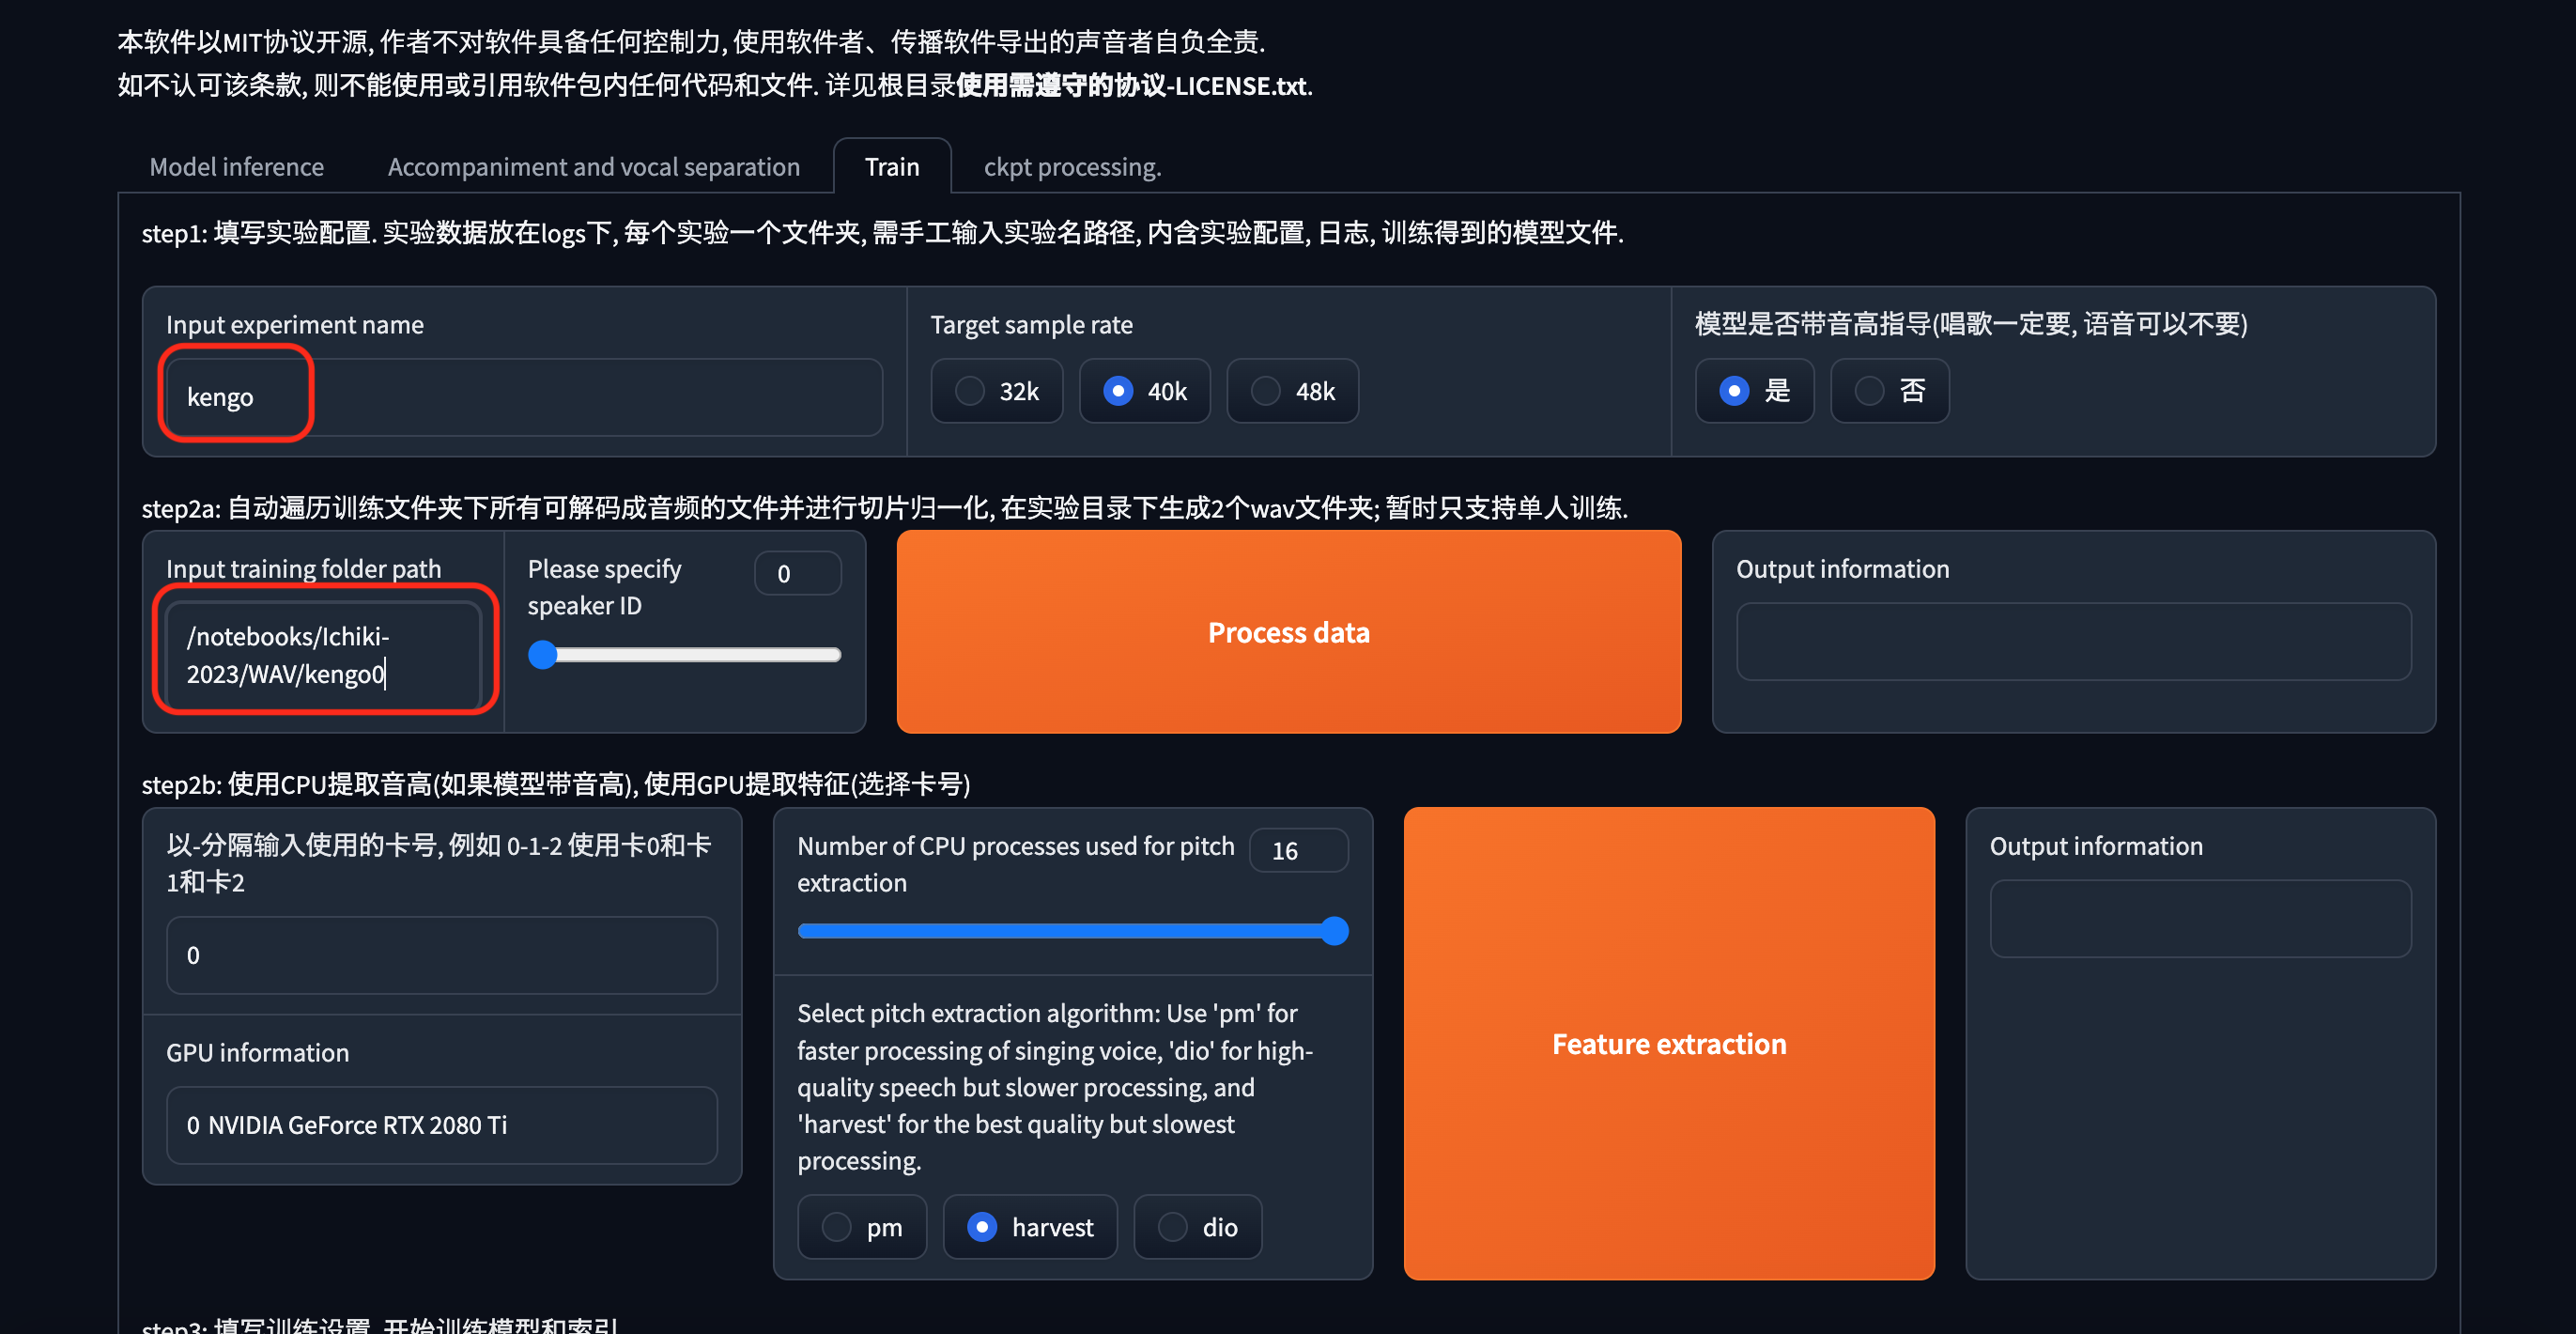 本软件以MIT协议开源, 作者不对软件具备任何控制力, 使用软件者、传播软件导出的声音者自负全责.
如不认可该条款, 则不能使用或引用软件包内任何代码和文件. 详见根目录使用需遵守的协议-LICENSE.txt.
Model inference
Accompaniment and vocal separation
Train
ckpt processing.
step1: 填写实验配置. 实验数据放在logs下, 每个实验一个文件夹, 需手工输入实验名路径, 内含实验配置, 日志, 训练得到的模型文件.
Input experiment name
kengo
Target sample rate
32k
40k
48k
模型是否带音高指导(唱歌一定要, 语音可以不要)
是
否
step2a: 自动遍历训练文件夹下所有可解码成音频的文件并进行切片归一化, 在实验目录下生成2个wav文件夹; 暂时只支持单人训练.
Input training folder path
/notebooks/Ichiki-
2023/WAV/kengo0
Please specify
speaker ID
0
Process data
Output information
step2b: 使用CPU提取音高(如果模型带音高), 使用GPU提取特征(选择卡号)
以-分隔输入使用的卡号, 例如 0-1-2 使用卡0和卡
1和卡2
0
GPU information
0 NVIDIA GeForce RTX 2080 Ti
Number of CPU processes used for pitch
extraction
16
Select pitch extraction algorithm: Use 'pm' for
faster processing of singing voice, 'dio' for high-
quality speech but slower processing, and
'harvest' for the best quality but slowest
processing.
pm
harvest
dio
Feature extraction
Output information
step3: 填写训练设置, 开始训练模型和索引